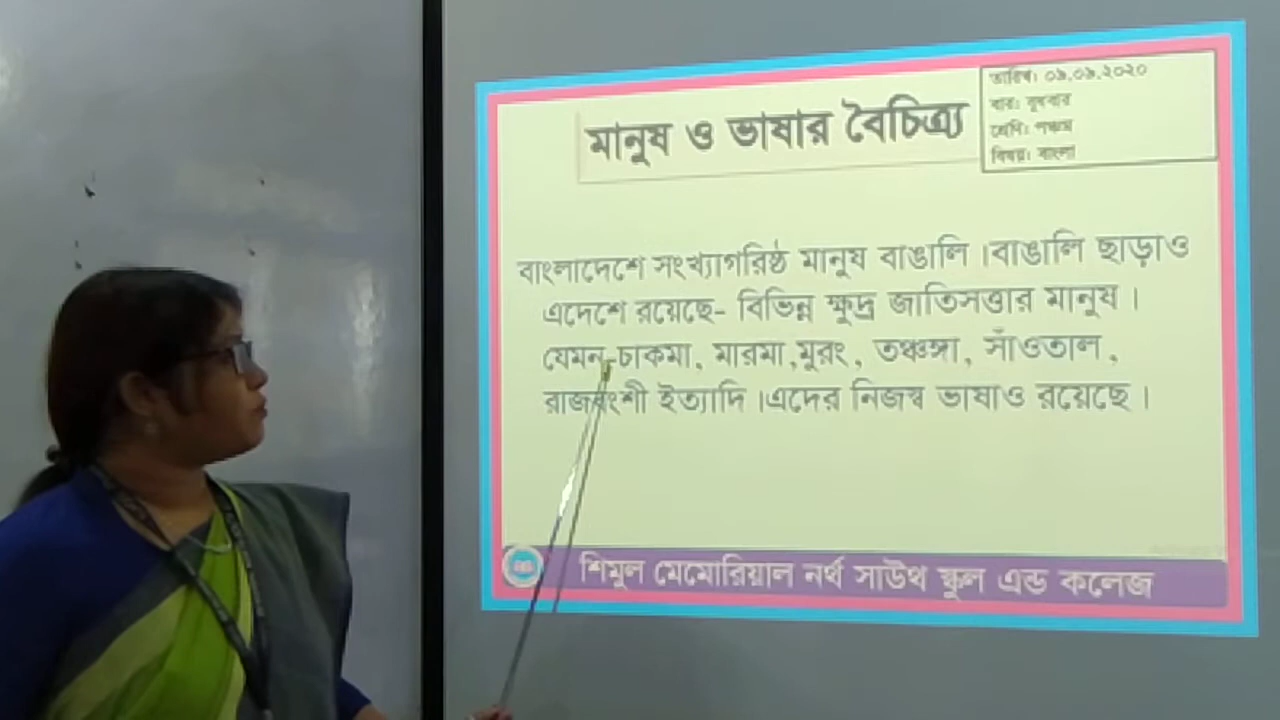 মানুষ ও ভাষার বৈচিত্র্য
তারিখ: ০৯.০৯.২০২০
বার: বুধবার
শ্রেণি: পঞ্চম
বিষয়: বাংলা
বাংলাদেশে সংখ্যাগরিষ্ঠ মানুষ বাঙালি ।বাঙালি ছাড়াও
এদেশে রয়েছে- বিভিন্ন ক্ষুদ্র জাতিসত্তার মানুষ ।
যেমন-চাকমা, মারমা,মুরং, তঞ্চঙ্গা, সাঁওতাল,
রাজবংশী ইত্যাদি ।এদের নিজস্ব ভাষাও রয়েছে ।
শিমুল মেমোরিয়াল নর্থ সাউথ স্কুল এন্ড কলেজ